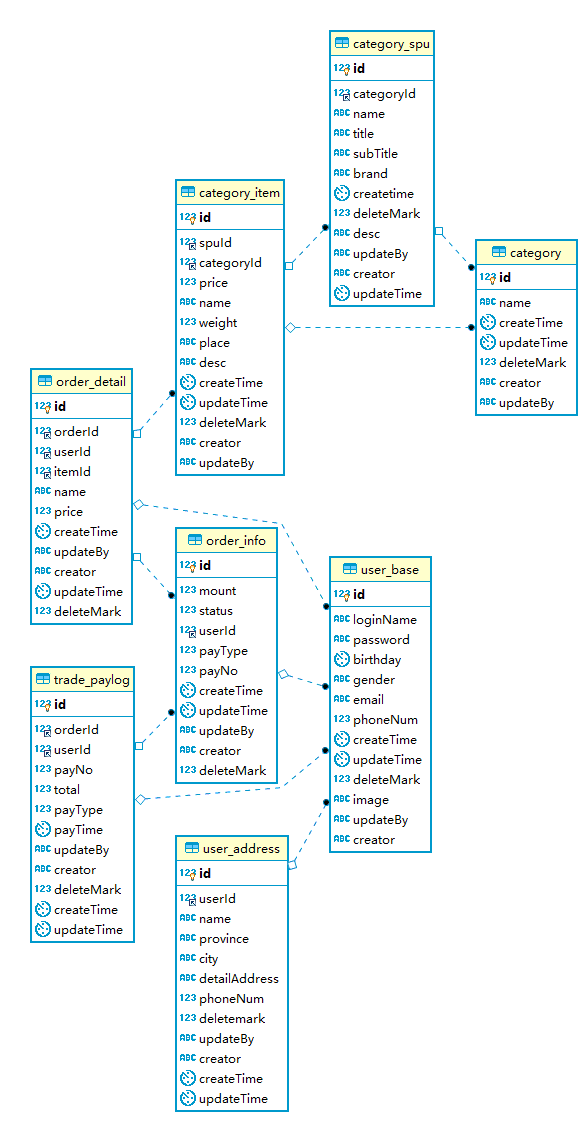 category_spu
123 id
123 categoryId
ABC name
ABC title
ABC subTitle
ABC brand
createtime
123 deleteMark
ABC desc
ABC updateBy
ABC creator
updateTime
category_item
123 id
123 spuId
123 categoryId
123 price
ABC name
123 weight
ABC place
ABC desc
createTime
updateTime
123 deleteMark
ABC creator
ABC updateBy
category
123 id
ABC name
createTime
updateTime
123 deleteMark
ABC creator
ABC updateBy
order_detail
123 id
123 orderId
123 userId
123 itemId
ABC name
123 price
createTime
ABC updateBy
ABC creator
updateTime
123 deleteMark
order_info
123 id
123 mount
123 status
123 userId
123 payType
123 payNo
createTime
updateTime
ABC updateBy
ABC creator
123 deleteMark
user_base
123 id
ABC loginName
ABC password
birthday
ABC gender
ABC email
123 phoneNum
createTime
updateTime
123 deleteMark
ABC image
ABC updateBy
ABC creator
trade_paylog
123 id
123 orderId
123 userId
123 payNo
123 total
123 payType
payTime
ABC updateBy
ABC creator
123 deleteMark
createTime
updateTime
user_address
123 id
123 userId
ABC name
ABC province
ABC city
ABC detailAddress
123 phoneNum
123 deletemark
ABC updateBy
ABC creator
createTime
updateTime